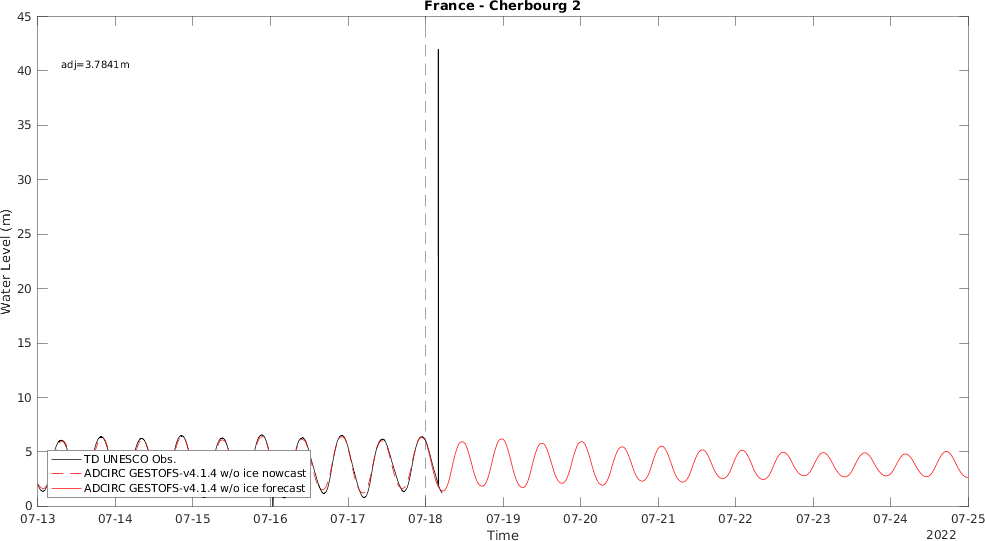 France - Cherbourg 2
adj=3.7841m
Water Level (m)
45
40
35
30
25
20
15
10
5
0
TD UNESCO Obs.
ADCIRC GESTOFS-v4.1.4 w/o ice nowcast
ADCIRC GESTOFS-v4.1.4 w/o ice forecast
07-13 07-14 07-15 07-16 07-17 07-18 07-19 07-20 07-21 07-22 07-23 07-24 07-25
Time
2022